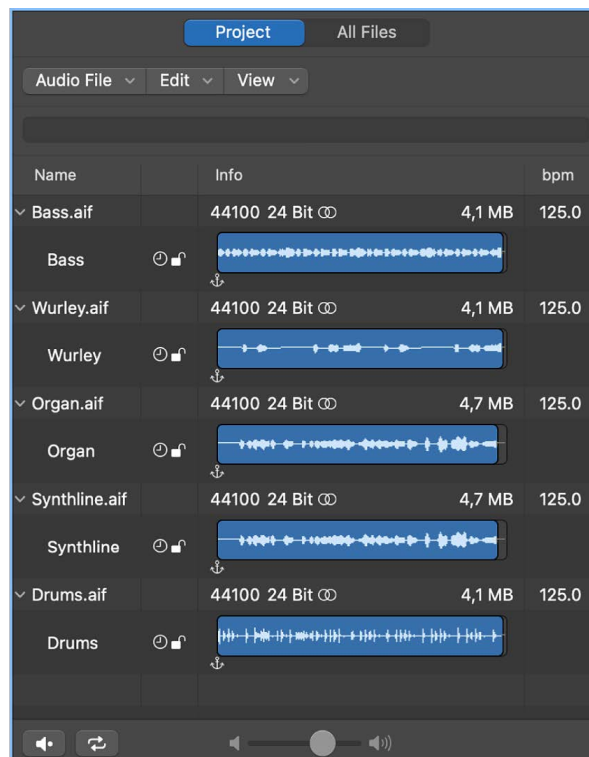 Project All Files
Audio File Edit View
Name Info bpm
Bass.aif 44100 24 Bit 4,1 MB 125.0
Bass
Wurley.aif 44100 24 Bit 4,1 MB 125.0
Wurley
Organ.aif 44100 24 Bit 4,7 MB 125.0
Organ
Synthline.aif 44100 24 Bit 4,7 MB 125.0
Synthline
Drums.aif 44100 24 Bit 4,1 MB 125.0
Drums